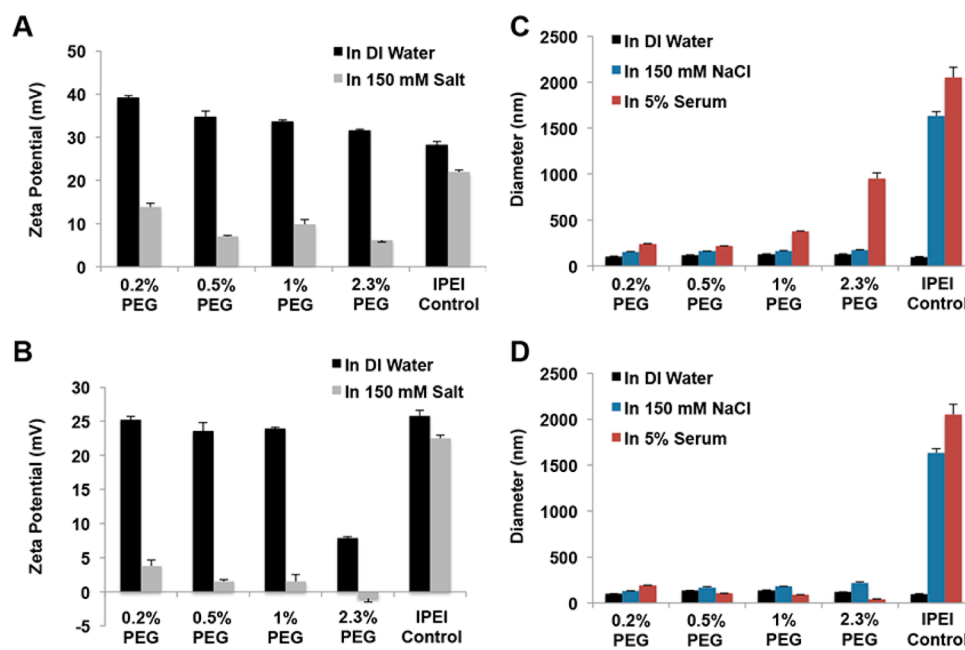 A
In DI Water
In 150 mM Salt
Zeta Potential (mV)
50
40
30
20
10
0
0.2% PEG
0.5% PEG
1% PEG
2.3% PEG
IPEI Control
C
In DI Water
In 150 mM NaCl
In 5% Serum
Diameter (nm)
2500
2000
1500
1000
500
0
0.2% PEG
0.5% PEG
1% PEG
2.3% PEG
IPEI Control
B
In DI Water
In 150 mM Salt
Zeta Potential (mV)
30
25
20
15
10
5
0
-5
0.2% PEG
0.5% PEG
1% PEG
2.3% PEG
IPEI Control
D
In DI Water
In 150 mM NaCl
In 5% Serum
Diameter (nm)
2500
2000
1500
1000
500
0
0.2% PEG
0.5% PEG
1% PEG
2.3% PEG
IPEI Control